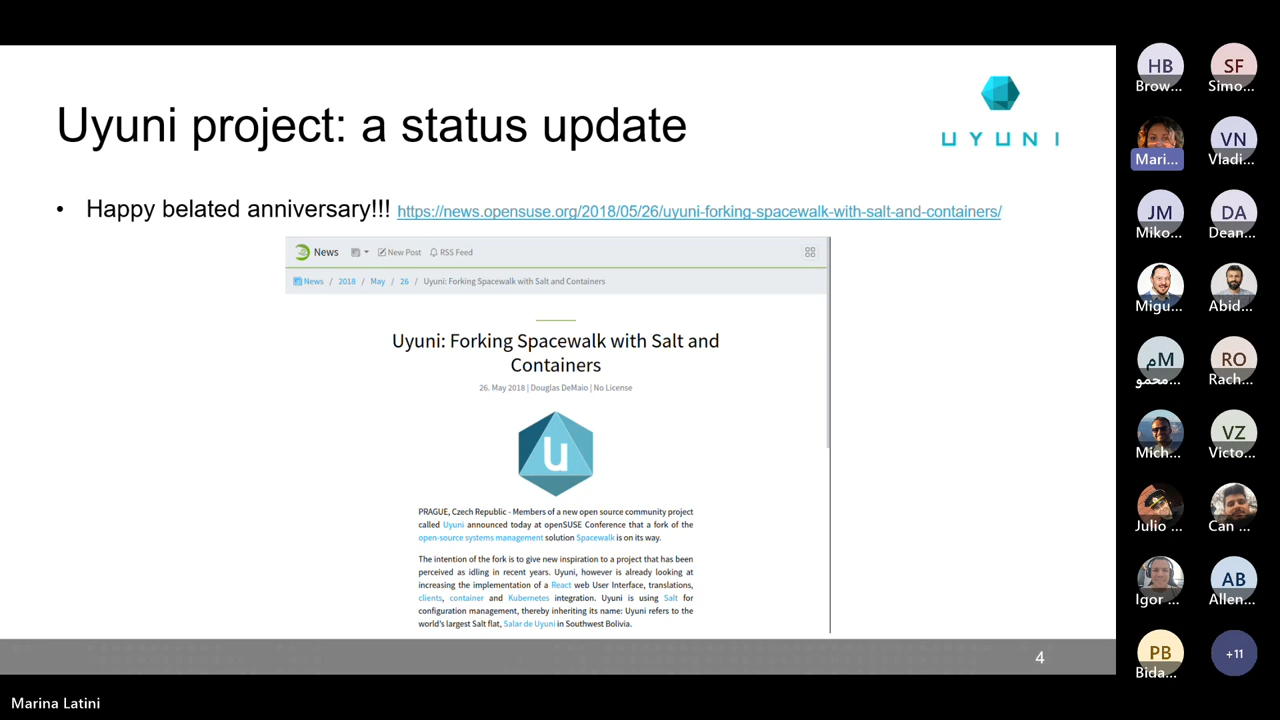 Uyuni project: a status update
UYUNI
• Happy belated anniversary!!! https://news.opensuse.org/2018/05/26/uyuni-forking-spacewalk-with-salt-and-containers/
News New Post RSS Feed
News / 2018 / May / 26 / Uyuni: Forking Spacewalk with Salt and Containers
Uyuni: Forking Spacewalk with Salt and
Containers
26. May 2018 | Douglas DeMaio | No License
u
PRAGUE, Czech Republic - Members of a new open source community project
called Uyuni announced today at openSUSE Conference that a fork of the
open-source systems management solution Spacewalk is on its way.
The intention of the fork is to give new inspiration to a project that has been
perceived as idling in recent years. Uyuni, however is already looking at
increasing the implementation of a React web User Interface, translations,
clients, container and Kubernetes integration. Uyuni is using Salt for
configuration management, thereby inheriting its name: Uyuni refers to the
world's largest Salt flat, Salar de Uyuni in Southwest Bolivia.
4
Marina Latini
HB SF
Brow... Simo...
VN
Mari... Vladi...
JM DA
Miko... Dean...
Migu... Abid...
مM RO
محمو... Rach...
VZ
Mich... Victo...
Julio ... Can ...
AB
Igor ... Allen...
PB +11
Bida...